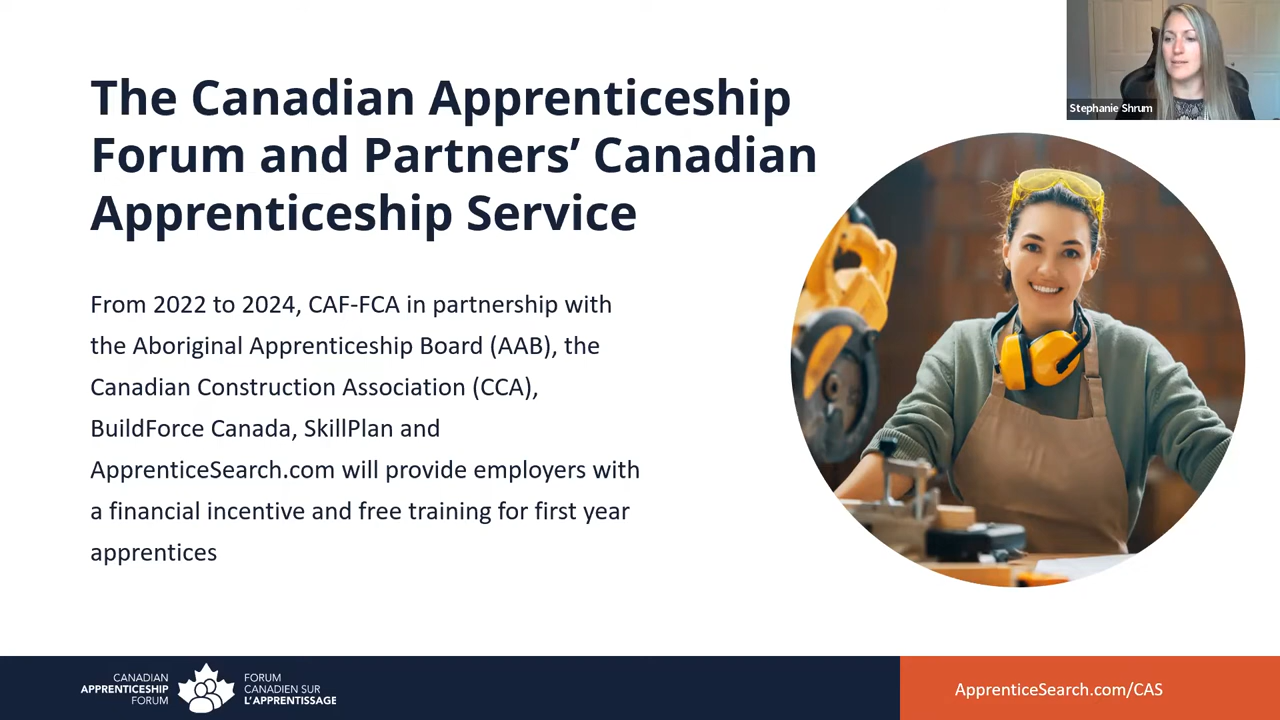 The Canadian Apprenticeship
Forum and Partners’ Canadian
Apprenticeship Service
Stephanie Shrum
From 2022 to 2024, CAF-FCA in partnership with
the Aboriginal Apprenticeship Board (AAB), the
Canadian Construction Association (CCA),
BuildForce Canada, SkillPlan and
ApprenticeSearch.com will provide employers with
a financial incentive and free training for first year
apprentices
CANADIAN
APPRENTICESHIP
FORUM
FORUM
CANADIEN SUR
L’APPRENTISSAGE
ApprenticeSearch.com/CAS